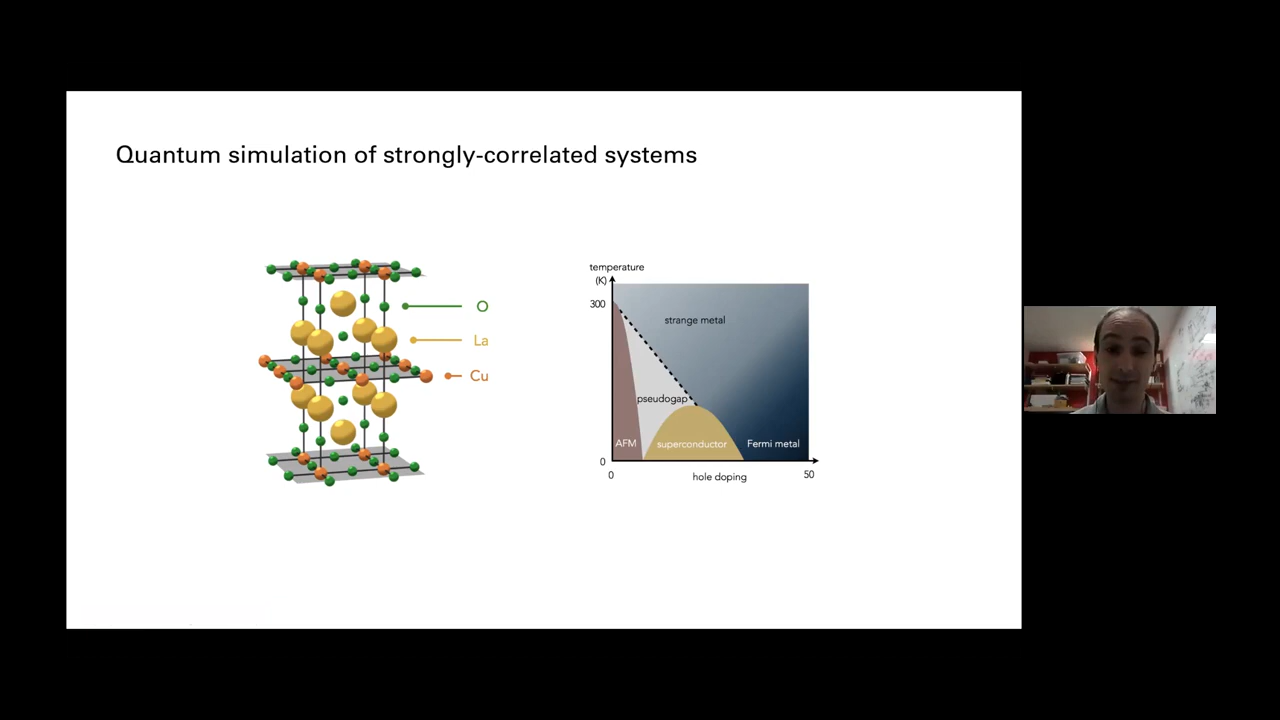 Quantum simulation of strongly-correlated systems
O
La
Cu
temperature
(K)
300
strange metal
pseudogap
AFM
superconductor
Fermi metal
0
0
hole doping
50